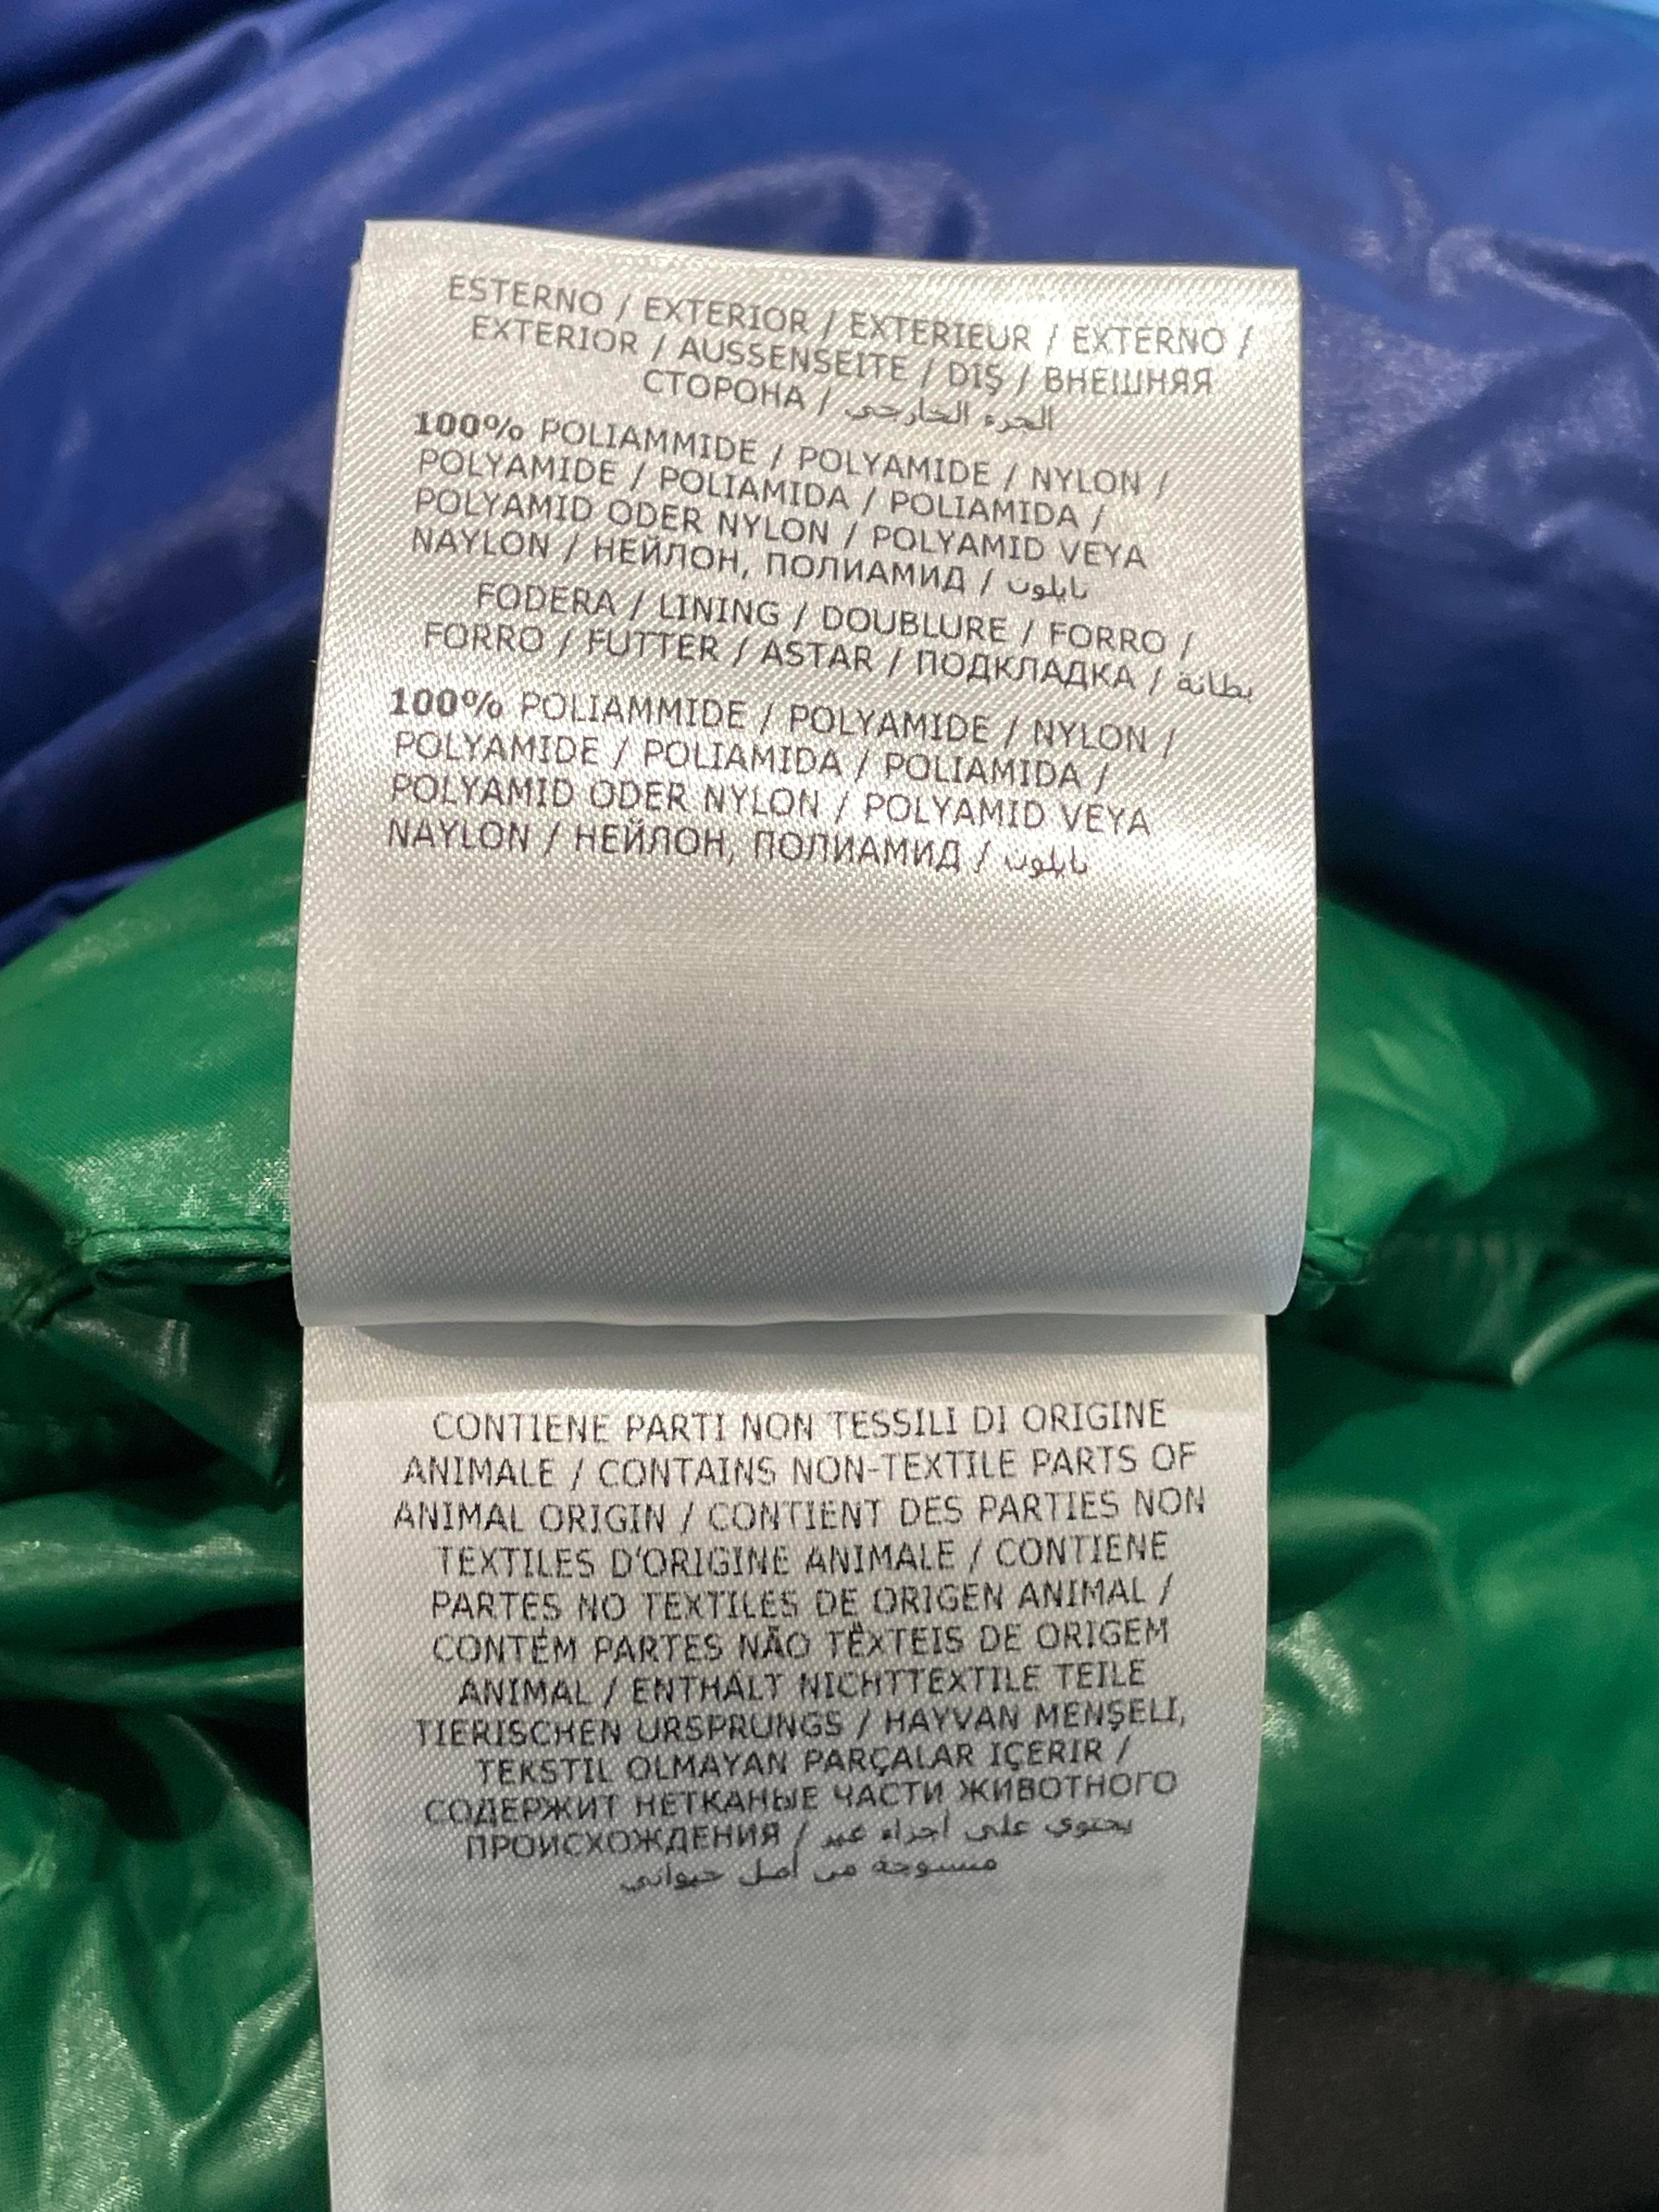 ESTERNO / EXTERIOR / EXTERIEUR / EXTERNO /
EXTERIOR / AUSSENSEITE / DIŞ / ВНЕШНЯЯ
СТОРОНА / الجزء الخارجي
100% POLIAMMIDE / POLYAMIDE / NYLON /
POLYAMIDE / POLIAMIDA / POLIAMIDA /
POLYAMID ODER NYLON / POLYAMID VEYA
NAYLON / НЕЙЛОН, ПОЛИАМИД / نايلون
FODERA / LINING / DOUBLURE / FORRO /
FORRO / FUTTER / ASTAR / ПОДКЛАДКА / بطانة
100% POLIAMMIDE / POLYAMIDE / NYLON /
POLYAMIDE / POLIAMIDA / POLIAMIDA /
POLYAMID ODER NYLON / POLYAMID VEYA
NAYLON / НЕЙЛОН, ПОЛИАМИД / نايلون
CONTIENE PARTI NON TESSILI DI ORIGINE
ANIMALE / CONTAINS NON-TEXTILE PARTS OF
ANIMAL ORIGIN / CONTIENT DES PARTIES NON
TEXTILES D'ORIGINE ANIMALE / CONTIENE
PARTES NO TEXTILES DE ORIGEN ANIMAL /
CONTÉM PARTES NÃO TÊXTEIS DE ORIGEM
ANIMAL / ENTHÄLT NICHTTEXTILE TEILE
TIERISCHEN URSPRUNGS / HAYVAN MENŞELI,
TEKSTIL OLMAYAN PARÇALAR IÇERIR /
СОДЕРЖИТ НЕТКАНЫЕ ЧАСТИ ЖИВОТНОГО
ПРОИСХОЖДЕНИЯ / يحتوي على أجزاء غير
منسوجة من أصل حيواني